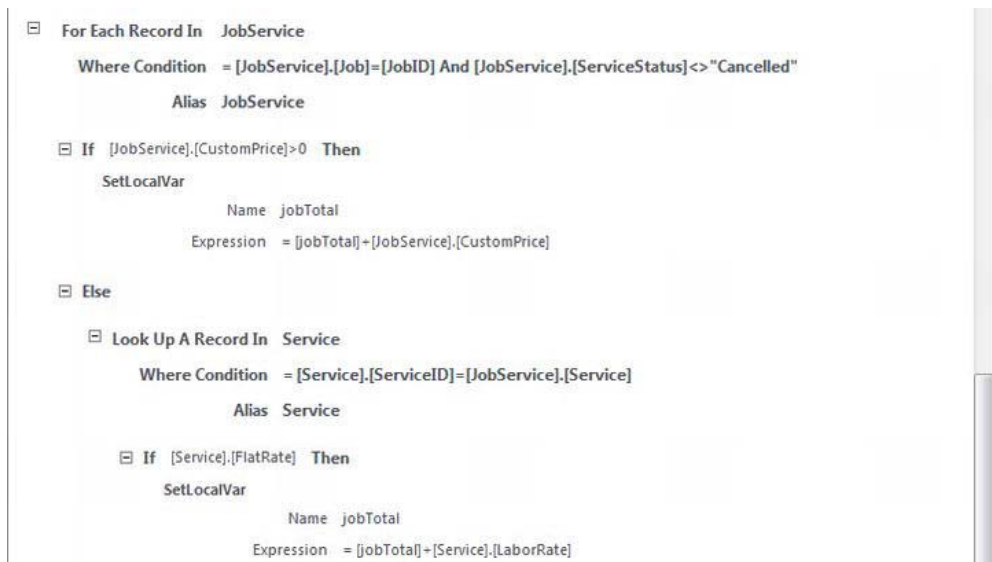 For Each Record In JobService
Where Condition = [JobService].[Job]=[JobID] And [JobService].[ServiceStatus]<>"Cancelled"
Alias JobService
If [JobService].[CustomPrice]>0 Then
SetLocalVar
Name jobTotal
Expression = [jobTotal]+[JobService].[CustomPrice]
Else
Look Up A Record In Service
Where Condition = [Service].[ServiceID]=[JobService].[Service]
Alias Service
If [Service].[FlatRate] Then
SetLocalVar
Name jobTotal
Expression = [jobTotal]+[Service].[LaborRate]